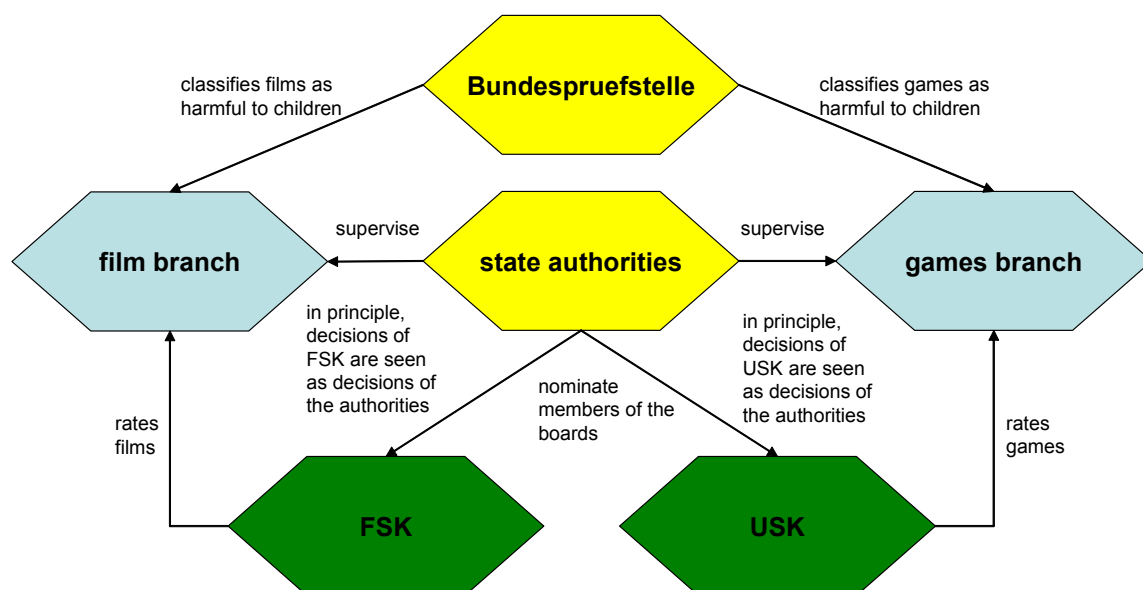 Bundespruefstelle
classifies films as
harmful to children
classifies games as
harmful to children
film branch
supervise
state authorities
supervise
games branch
in principle,
decisions of
FSK are seen
as decisions of
the authorities
nominate
members of the
boards
in principle,
decisions of
USK are seen
as decisions of
the authorities
rates
films
rates
games
FSK
USK